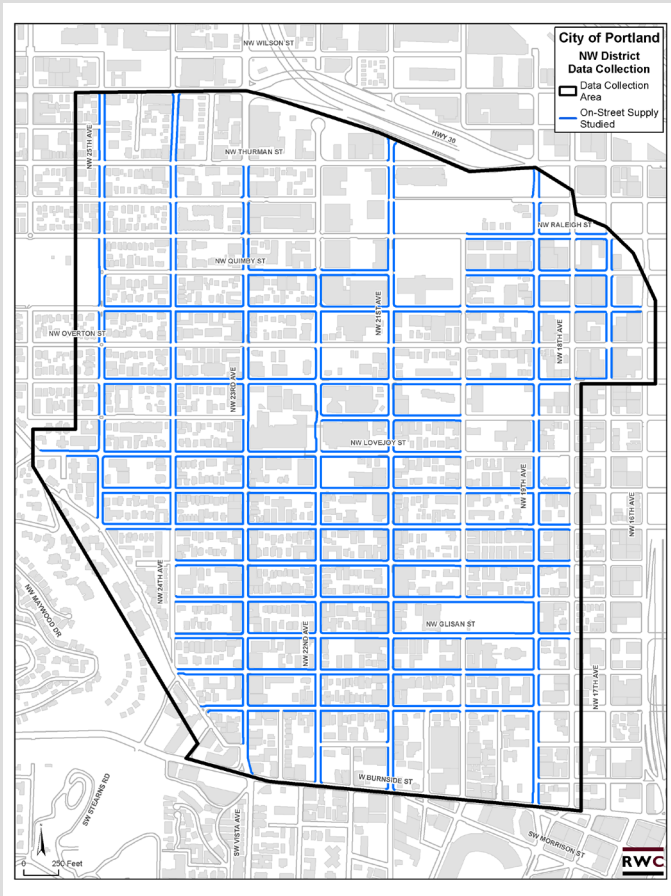 City of Portland
NW District
Data Collection
Data Collection
Area
On-Street Supply
Studied
NW WILSON ST
HWY 30
NW 25TH AVE
NW THURMAN ST
NW RALEIGH ST
NW QUIMBY ST
NW 21ST AVE
NW OVERTON ST
NW 18TH AVE
NW 23RD AVE
NW LOVEJOY ST
NW 19TH AVE
NW 16TH AVE
NW 24TH AVE
NW MAYWOOD DR
NW GLISAN ST
NW 22ND AVE
NW 17TH AVE
W BURNSIDE ST
SW STEARNS RD
SW VISTA AVE
SW MORRISON ST
0 250 Feet
RWC